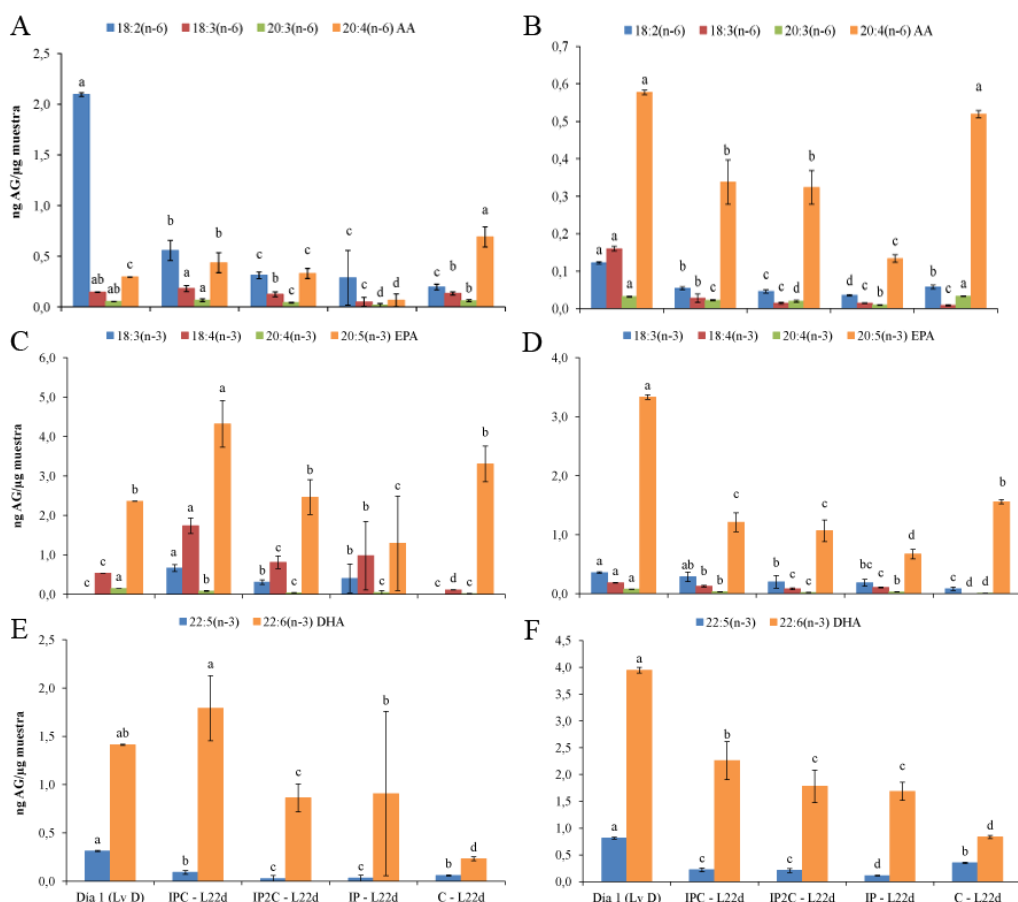 A
18:2(n-6) 18:3(n-6) 20:3(n-6) 20:4(n-6) AA
ng AG/µg muestra
2,5
2,0
1,5
1,0
0,5
0,0
a ab ab c
b a b b
c b c c
c c d d
c b b a
B
18:2(n-6) 18:3(n-6) 20:3(n-6) 20:4(n-6) AA
0,7
0,6
0,5
0,4
0,3
0,2
0,1
0,0
a a a a
b b b b
c c d b
d c b c
b c a a
C
18:3(n-3) 18:4(n-3) 20:4(n-3) 20:5(n-3) EPA
ng AG/µg muestra
6,0
5,0
4,0
3,0
2,0
1,0
0,0
c c a b
a a b a
b c c b
b b c c
c d c b
D
18:3(n-3) 18:4(n-3) 20:4(n-3) 20:5(n-3) EPA
4,0
3,0
2,0
1,0
0,0
a a a a
ab b b c
b c c c
bc c b d
c d d b
E
22:5(n-3) 22:6(n-3) DHA
ng AG/µg muestra
2,5
2,0
1,5
1,0
0,5
0,0
a ab
b a
c c
c b
b d
Día 1 (Lv D) IPC - L22d IP2C - L22d IP - L22d C - L22d
F
22:5(n-3) 22:6(n-3) DHA
4,5
4,0
3,5
3,0
2,5
2,0
1,5
1,0
0,5
0,0
a a
c b
c c
d c
b d
Día 1 (Lv D) IPC - L22d IP2C - L22d IP - L22d C - L22d